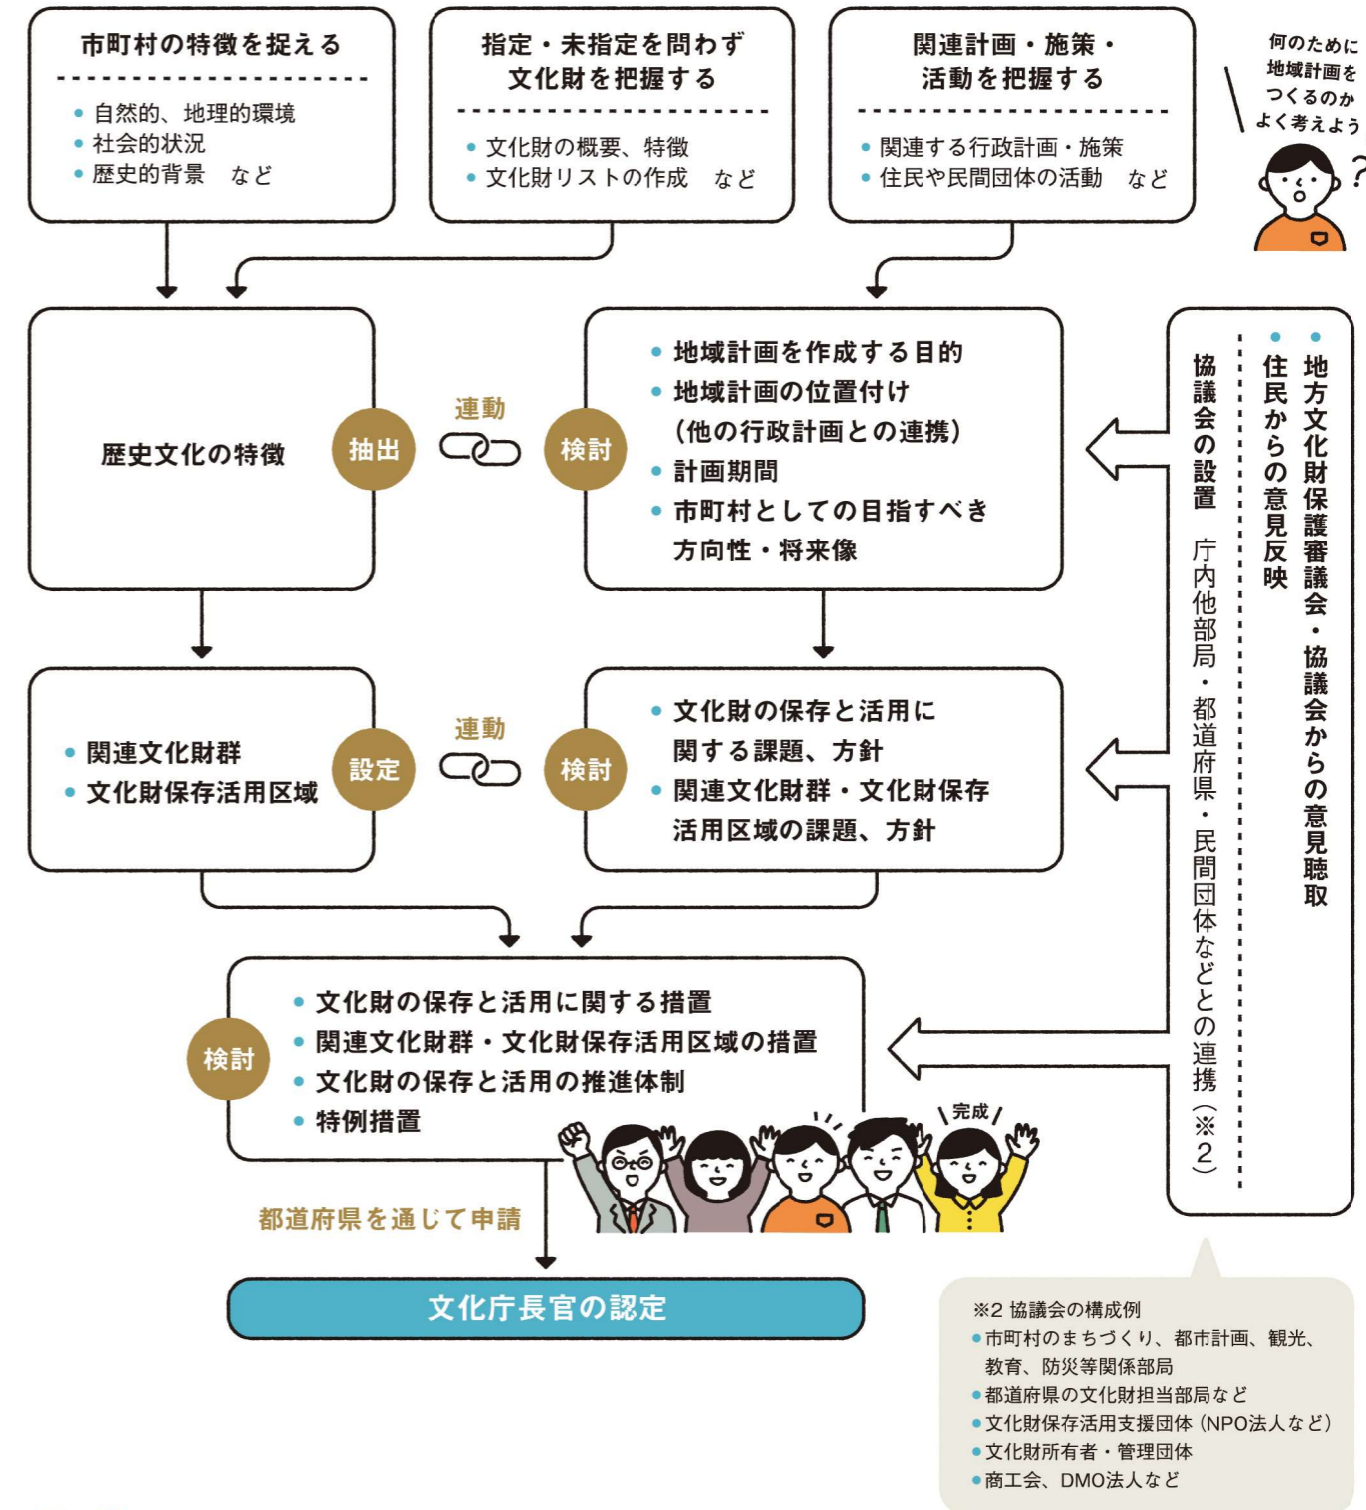 市町村の特徴を捉える
自然的、地理的環境
社会的状況
歴史的背景 など
指定・未指定を問わず
文化財を把握する
文化財の概要、特徴
文化財リストの作成 など
関連計画・施策・
活動を把握する
関連する行政計画・施策
住民や民間団体の活動 など
何のために
地域計画を
つくるのか
よく考えよう
?
歴史文化の特徴
抽出
連動
検討
地域計画を作成する目的
地域計画の位置付け
(他の行政計画との連携)
計画期間
市町村としての目指すべき
方向性・将来像
地方文化財保護審議会・協議会からの意見聴取
住民からの意見反映
協議会の設置 庁内他部局・都道府県・民間団体などとの連携(※2)
関連文化財群
文化財保存活用区域
設定
連動
検討
文化財の保存と活用に
関する課題、方針
関連文化財群・文化財保存
活用区域の課題、方針
検討
文化財の保存と活用に関する措置
関連文化財群・文化財保存活用区域の措置
文化財の保存と活用の推進体制
特例措置
完成
都道府県を通じて申請
文化庁長官の認定
※2 協議会の構成例
市町村のまちづくり、都市計画、観光、
教育、防災等関係部局
都道府県の文化財担当部局など
文化財保存活用支援団体(NPO法人など)
文化財所有者・管理団体
商工会、DMO法人など